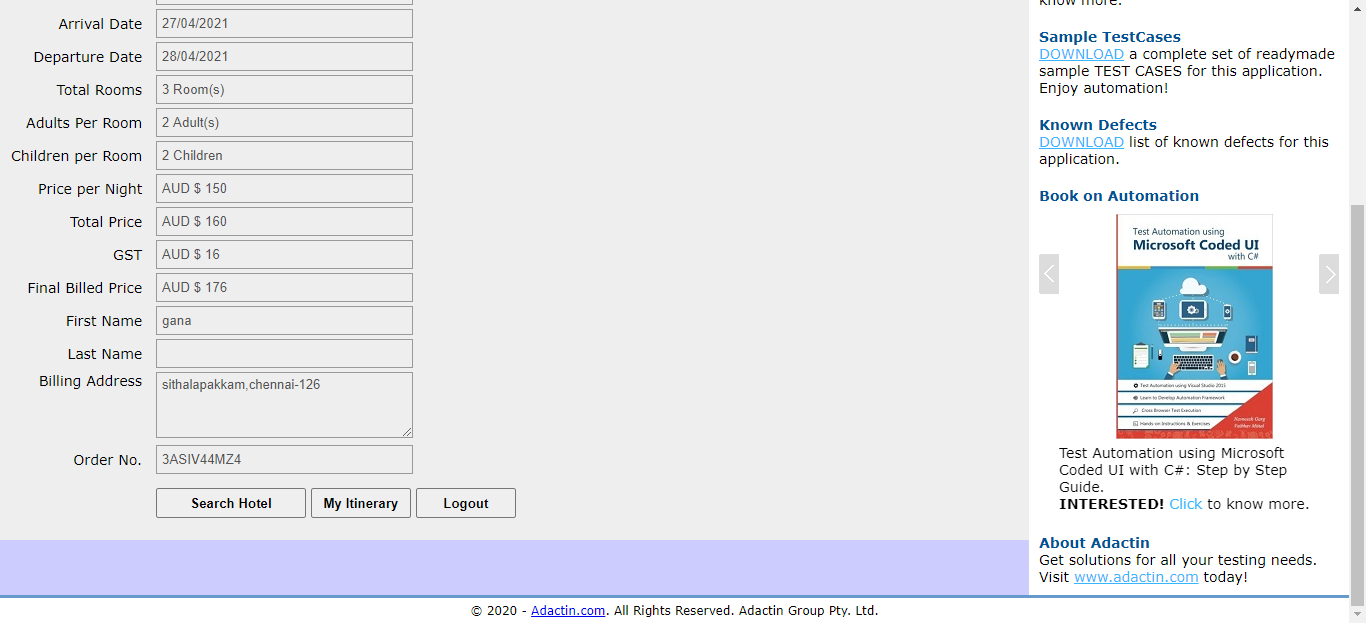 Arrival Date 27/04/2021
Departure Date 28/04/2021
Total Rooms 3 Room(s)
Adults Per Room 2 Adult(s)
Children per Room 2 Children
Price per Night AUD $ 150
Total Price AUD $ 160
GST AUD $ 16
Final Billed Price AUD $ 176
First Name gana
Last Name
Billing Address sithalapakkam,chennai-126
Order No. 3ASIV44MZ4
Search Hotel My Itinerary Logout
know more.
Sample TestCases
DOWNLOAD a complete set of readymade
sample TEST CASES for this application.
Enjoy automation!
Known Defects
DOWNLOAD list of known defects for this
application.
Book on Automation
Test Automation using
Microsoft Coded UI
with C#
Test Automation using Visual Studio 2015
Learn to Develop Automation Framework
Cross Browser Test Execution
Hands-on Instructions & Exercises
Navneesh Garg
Vaibhav Mittal
Test Automation using Microsoft
Coded UI with C#: Step by Step
Guide.
INTERESTED! Click to know more.
About Adactin
Get solutions for all your testing needs.
Visit www.adactin.com today!
© 2020 - Adactin.com. All Rights Reserved. Adactin Group Pty. Ltd.